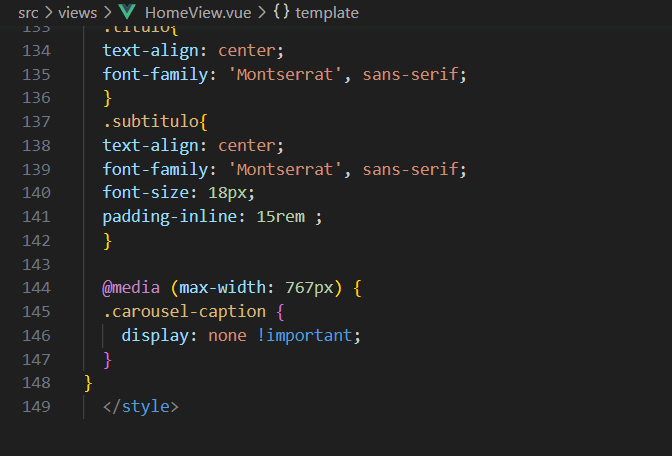 src > views > HomeView.vue > {} template
133 .titulo{
134 text-align: center;
135 font-family: 'Montserrat', sans-serif;
136 }
137 .subtitulo{
138 text-align: center;
139 font-family: 'Montserrat', sans-serif;
140 font-size: 18px;
141 padding-inline: 15rem ;
142 }
143
144 @media (max-width: 767px) {
145 .carousel-caption {
146 display: none !important;
147 }
148 }
149 </style>